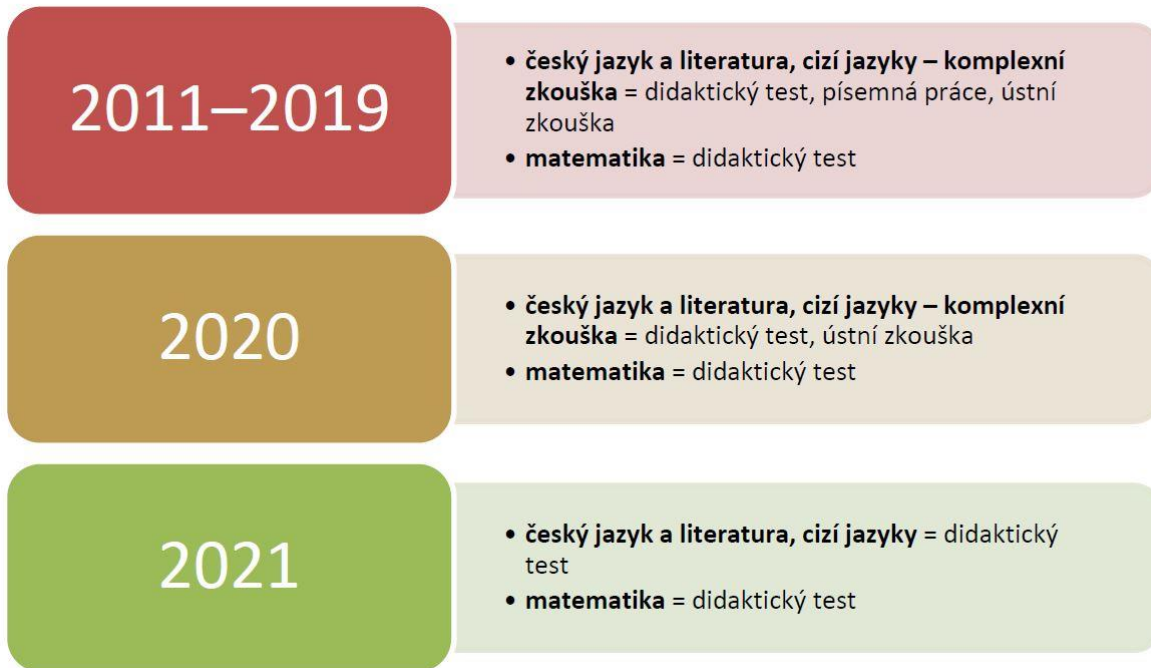 2011–2019
• český jazyk a literatura, cizí jazyky – komplexní
zkouška = didaktický test, písemná práce, ústní
zkouška
• matematika = didaktický test
2020
• český jazyk a literatura, cizí jazyky – komplexní
zkouška = didaktický test, ústní zkouška
• matematika = didaktický test
2021
• český jazyk a literatura, cizí jazyky = didaktický
test
• matematika = didaktický test